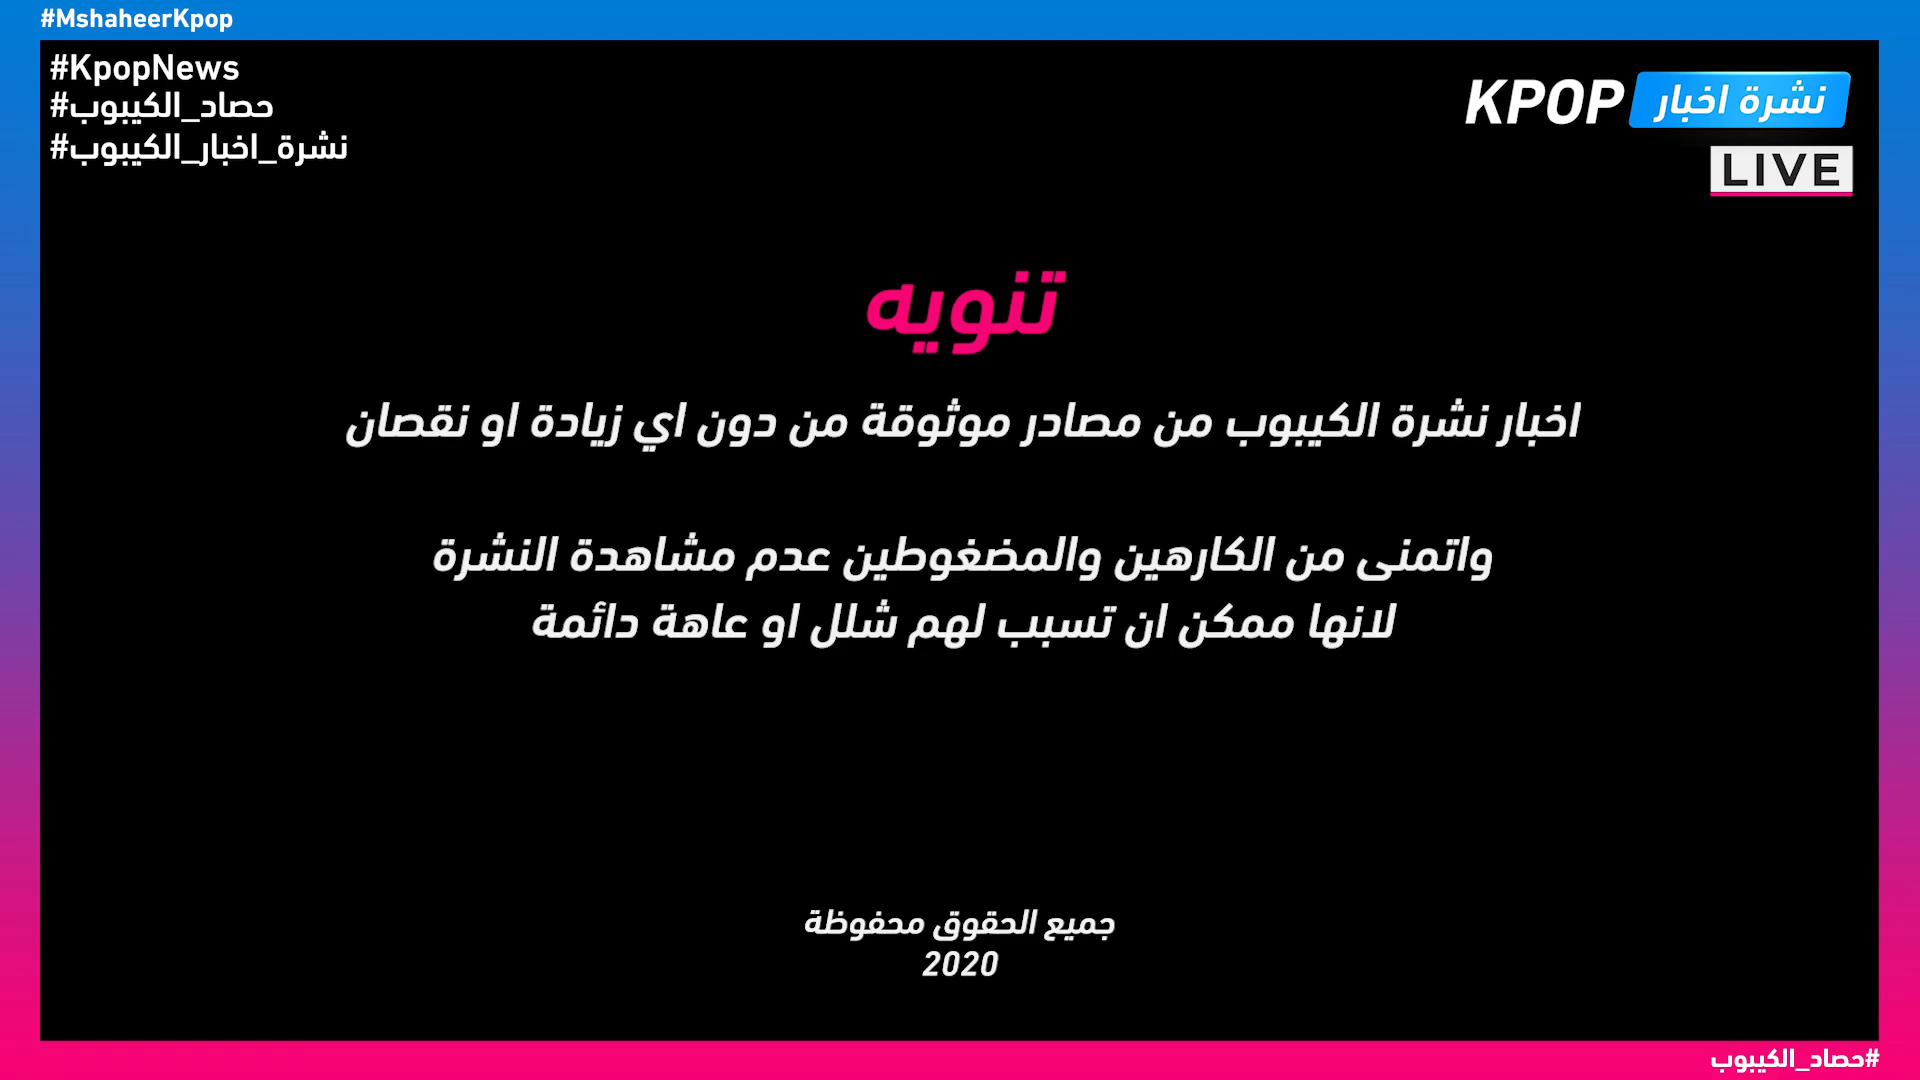 #MshaheerKpop
#KpopNews
#حصاد_الكيبوب
#نشرة_اخبار_الكيبوب
نشرة اخبار KPOP
LIVE
تنويه
اخبار نشرة الكيبوب من مصادر موثوقة من دون اي زيادة او نقصان
واتمنى من الكارهين والمضغوطين عدم مشاهدة النشرة
لانها ممكن ان تسبب لهم شلل او عاهة دائمة
جميع الحقوق محفوظة
2020
#حصاد_الكيبوب